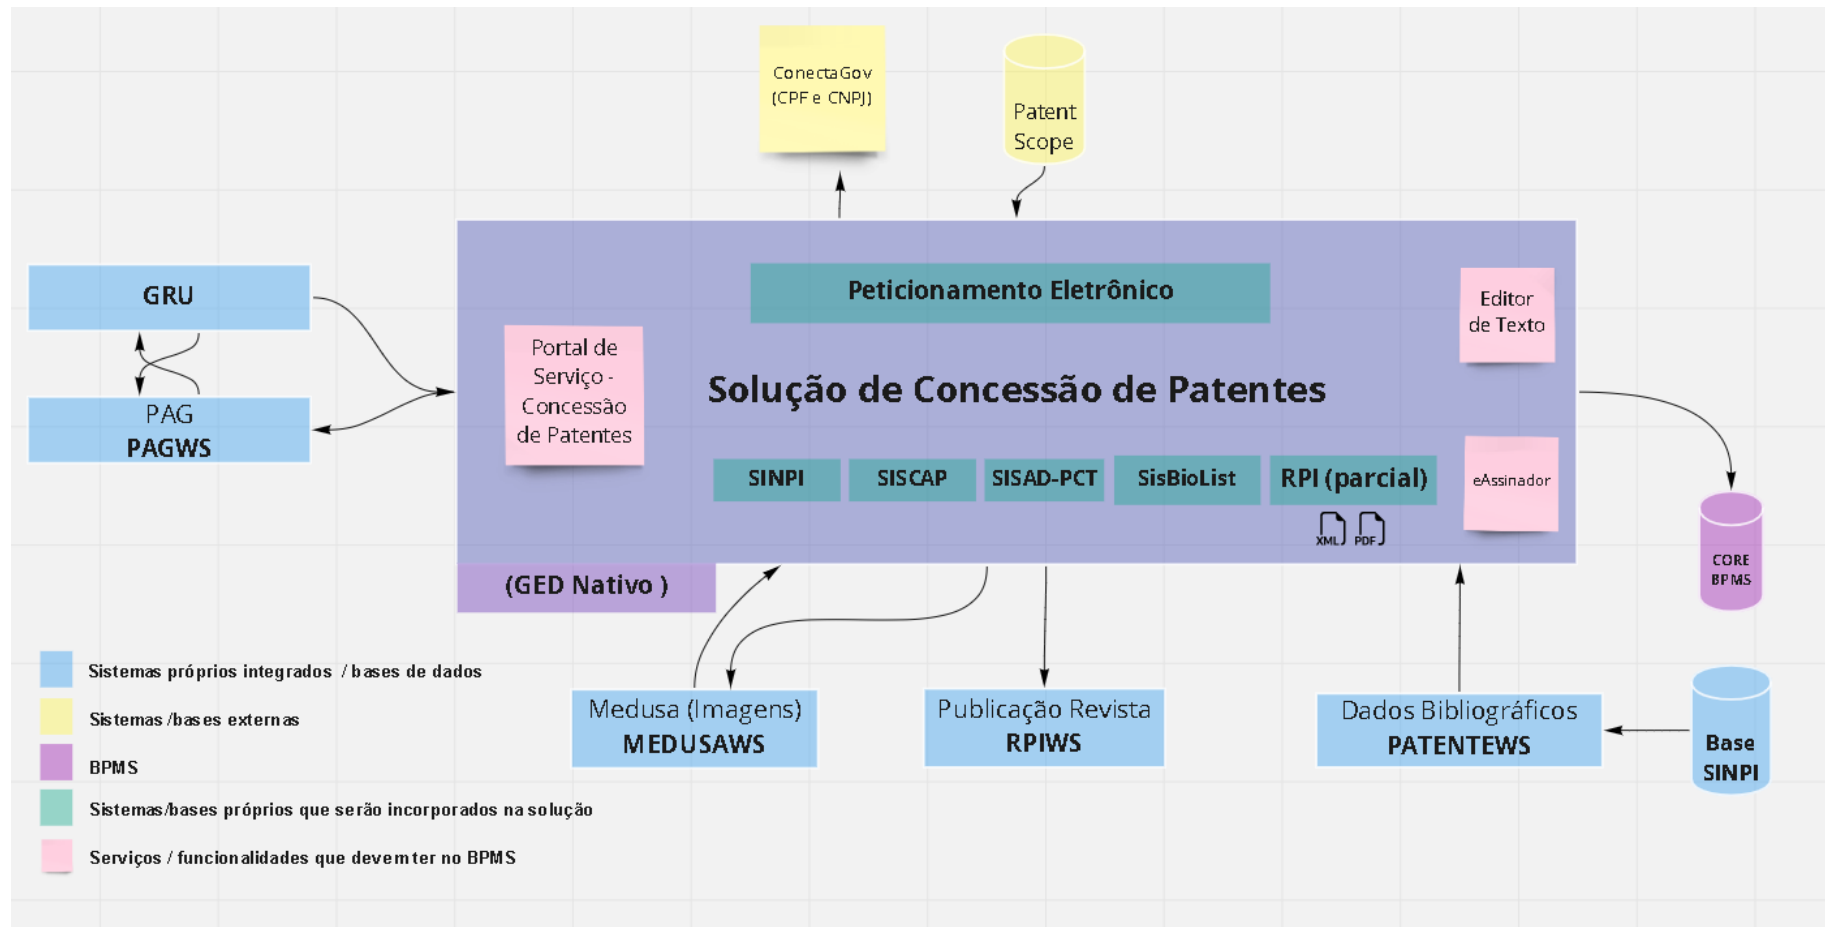 ConectaGov
(CPF e CNPJ)
Patent
Scope
GRU
PAG
PAGWS
Peticionamento Eletrônico
Editor
de Texto
Portal de
Serviço -
Concessão
de Patentes
Solução de Concessão de Patentes
SINPI
SISCAP
SISAD-PCT
SisBioList
RPI (parcial)
eAssinador
XML
PDF
(GED Nativo )
CORE
BPMS
Medusa (Imagens)
MEDUSAWS
Publicação Revista
RPIWS
Dados Bibliográficos
PATENTEWS
Base
SINPI
Sistemas próprios integrados / bases de dados
Sistemas /bases externas
BPMS
Sistemas/bases próprios que serão incorporados na solução
Serviços / funcionalidades que devem ter no BPMS